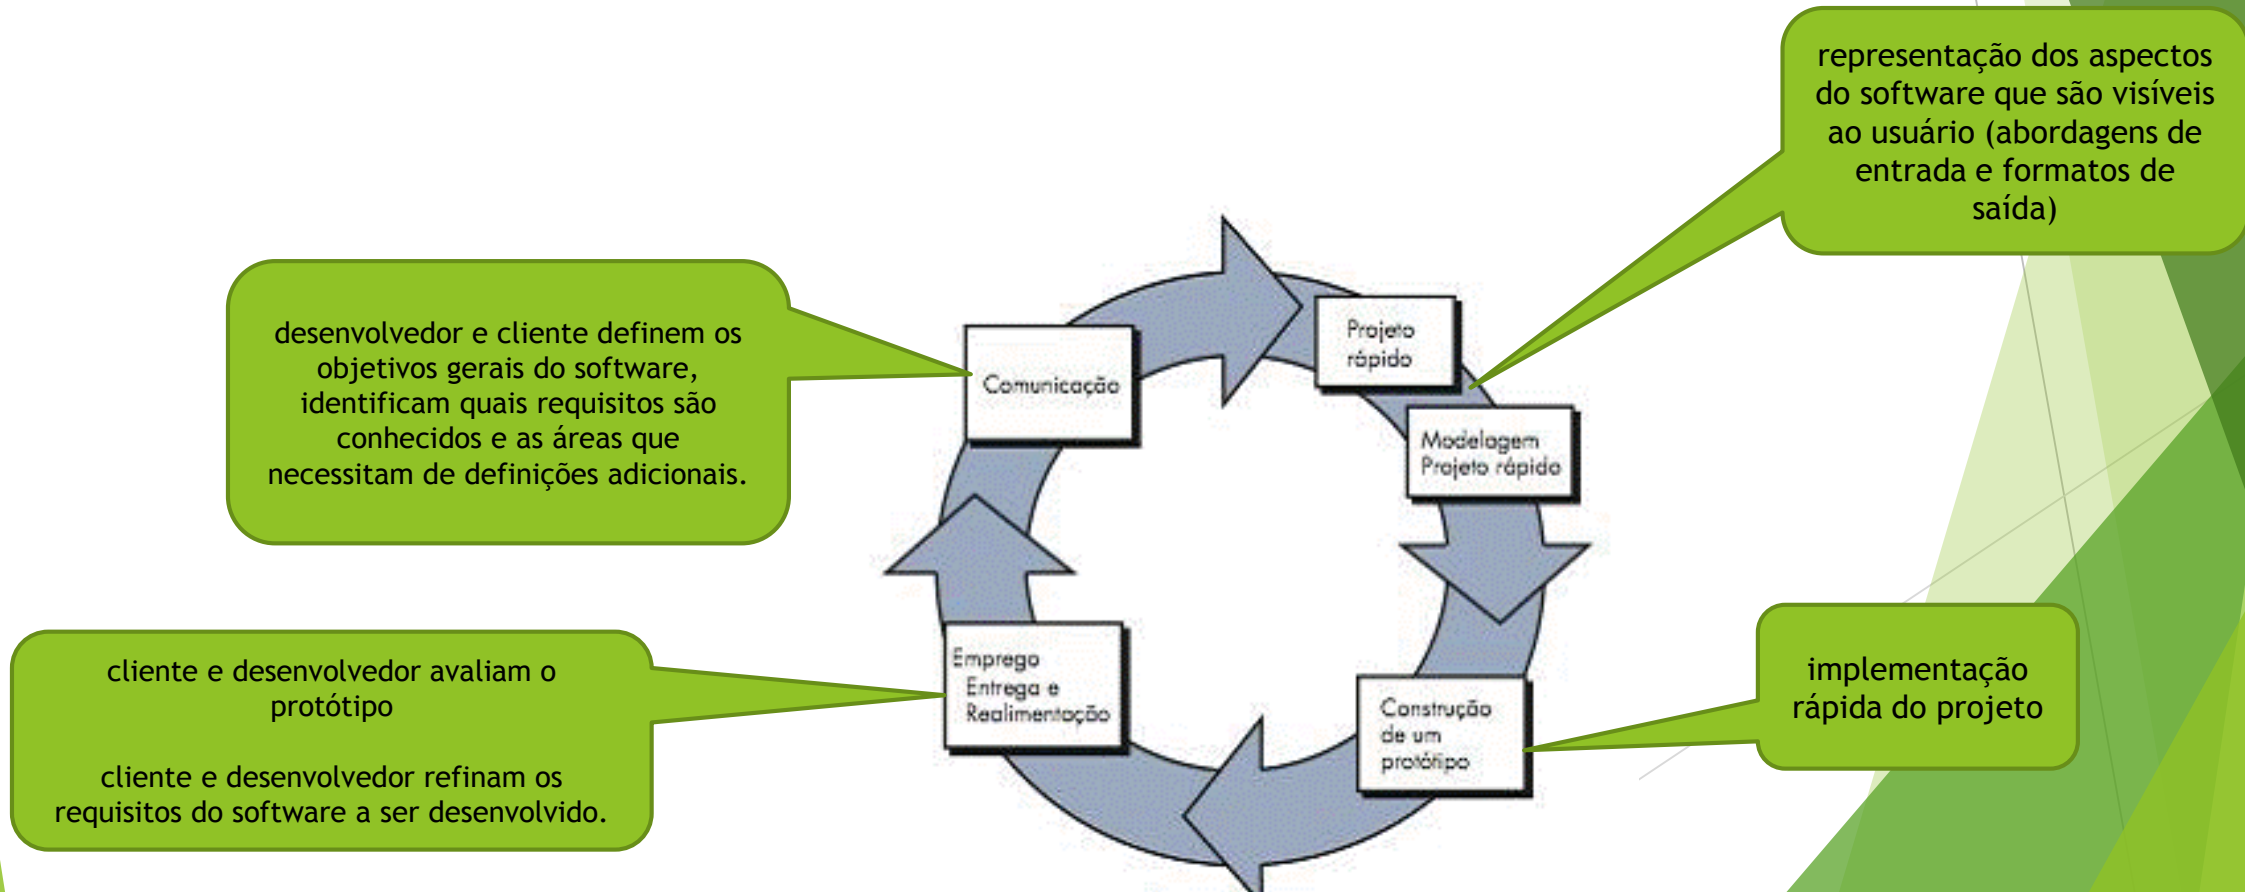 representação dos aspectos
do software que são visíveis
ao usuário (abordagens de
entrada e formatos de
saída)
desenvolvedor e cliente definem os
objetivos gerais do software,
identificam quais requisitos são
conhecidos e as áreas que
necessitam de definições adicionais.
Comunicação
Projeto
rápido
Modelagem
Projeto rápido
cliente e desenvolvedor avaliam o
protótipo
cliente e desenvolvedor refinam os
requisitos do software a ser desenvolvido.
Emprego
Entrega e
Realimentação
Construção
de um
protótipo
implementação
rápida do projeto